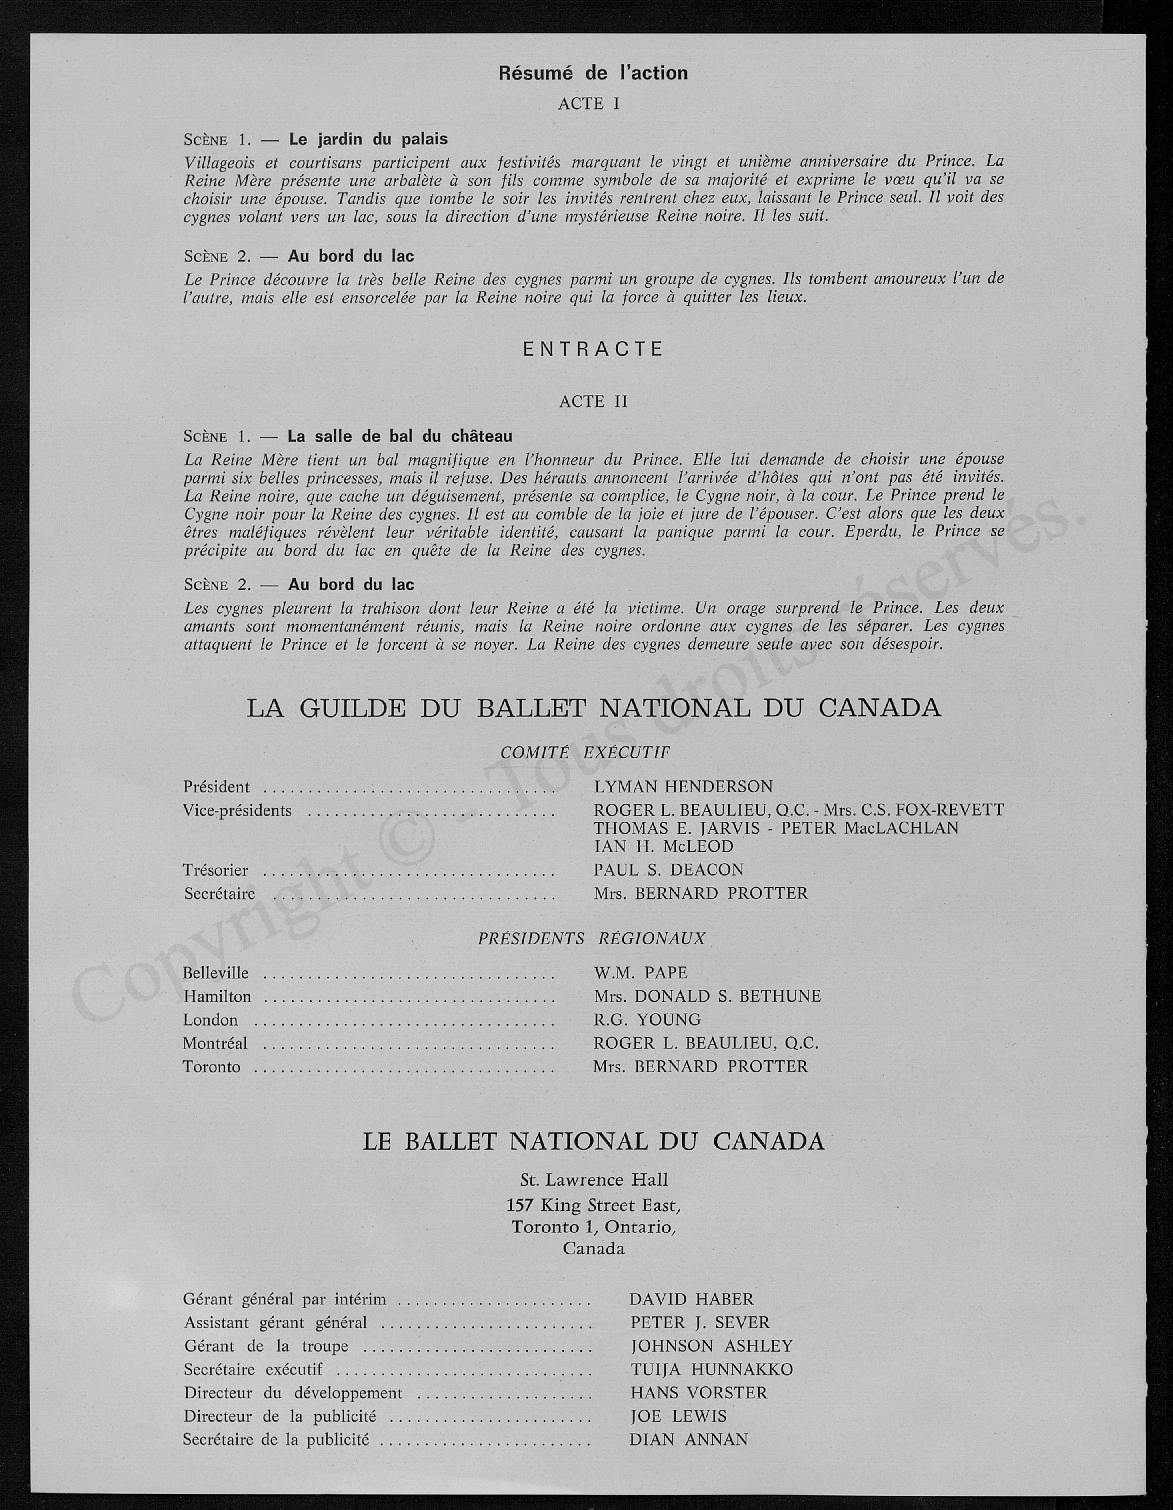 Résumé de l'action
ACTE I
SCÈNE 1. — Le jardin du palais
Villageois et courtisans participent aux festivités marquant le vingt et unième anniversaire du Prince. La
Reine Mère présente une arbalète à son fils comme symbole de sa majorité et exprime le vœu qu'il va se
choisir une épouse. Tandis que tombe le soir les invités rentrent chez eux, laissant le Prince seul. Il voit des
cygnes volant vers un lac, sous la direction d'une mystérieuse Reine noire. Il les suit.
SCÈNE 2. — Au bord du lac
Le Prince découvre la très belle Reine des cygnes parmi un groupe de cygnes. Ils tombent amoureux l'un de
l'autre, mais elle est ensorcelée par la Reine noire qui la force à quitter les lieux.
ENTRACTE
ACTE II
SCÈNE 1. — La salle de bal du château
La Reine Mère tient un bal magnifique en l'honneur du Prince. Elle lui demande de choisir une épouse
parmi six belles princesses, mais il refuse. Des hérauts annoncent l'arrivée d'hôtes qui n'ont pas été invités.
La Reine noire, que cache un déguisement, présente sa complice, le Cygne noir, à la cour. Le Prince prend le
Cygne noir pour la Reine des cygnes. Il est au comble de la joie et jure de l'épouser. C'est alors que les deux
êtres maléfiques révèlent leur véritable identité, causant la panique parmi la cour. Eperdu, le Prince se
précipite au bord du lac en quête de la Reine des cygnes.
SCÈNE 2. — Au bord du lac
Les cygnes pleurent la trahison dont leur Reine a été la victime. Un orage surprend le Prince. Les deux
amants sont momentanément réunis, mais la Reine noire ordonne aux cygnes de les séparer. Les cygnes
attaquent le Prince et le forcent à se noyer. La Reine des cygnes demeure seule avec son désespoir.
LA GUILDE DU BALLET NATIONAL DU CANADA
COMITÉ EXÉCUTIF
Président ................................. LYMAN HENDERSON
Vice-présidents ............................ ROGER L. BEAULIEU, Q.C. - Mrs. C.S. FOX-REVETT
THOMAS E. JARVIS - PETER MacLACHLAN
IAN H. McLEOD
Trésorier ................................. PAUL S. DEACON
Secrétaire ................................ Mrs. BERNARD PROTTER
PRÉSIDENTS RÉGIONAUX
Belleville ................................. W.M. PAPE
Hamilton ................................. Mrs. DONALD S. BETHUNE
London .................................. R.G. YOUNG
Montréal ................................. ROGER L. BEAULIEU, Q.C.
Toronto .................................. Mrs. BERNARD PROTTER
LE BALLET NATIONAL DU CANADA
St. Lawrence Hall
157 King Street East,
Toronto 1, Ontario,
Canada
Gérant général par intérim ...................... DAVID HABER
Assistant gérant général ........................ PETER J. SEVER
Gérant de la troupe .......................... JOHNSON ASHLEY
Secrétaire exécutif ............................. TUIJA HUNNAKKO
Directeur du développement .................... HANS VORSTER
Directeur de la publicité ....................... JOE LEWIS
Secrétaire de la publicité ........................ DIAN ANNAN
Copyright © - Tous droits réservés.